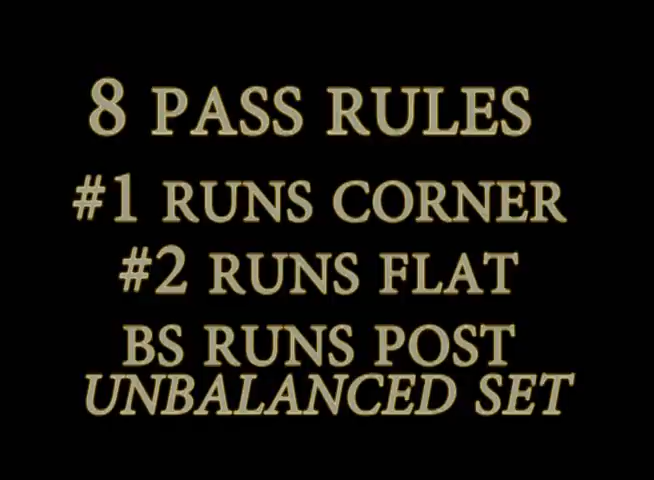 8 PASS RULES
#1 RUNS CORNER
#2 RUNS FLAT
BS RUNS POST
UNBALANCED SET